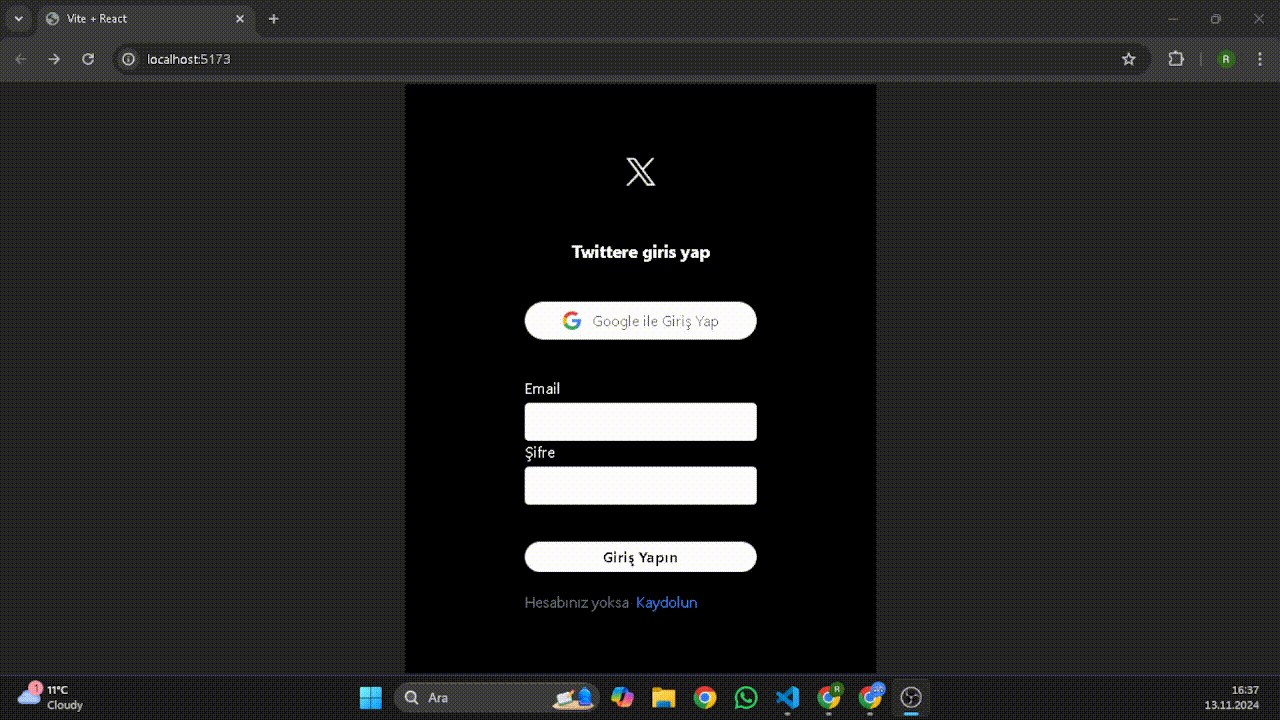 Vite + React
localhost:5173
R
Twittere giris yap
Google ile Giriş Yap
Email
Şifre
Giriş Yapın
Hesabınız yoksa Kaydolun
1
11°C
Cloudy
Ara
R
16:37
13.11.2024